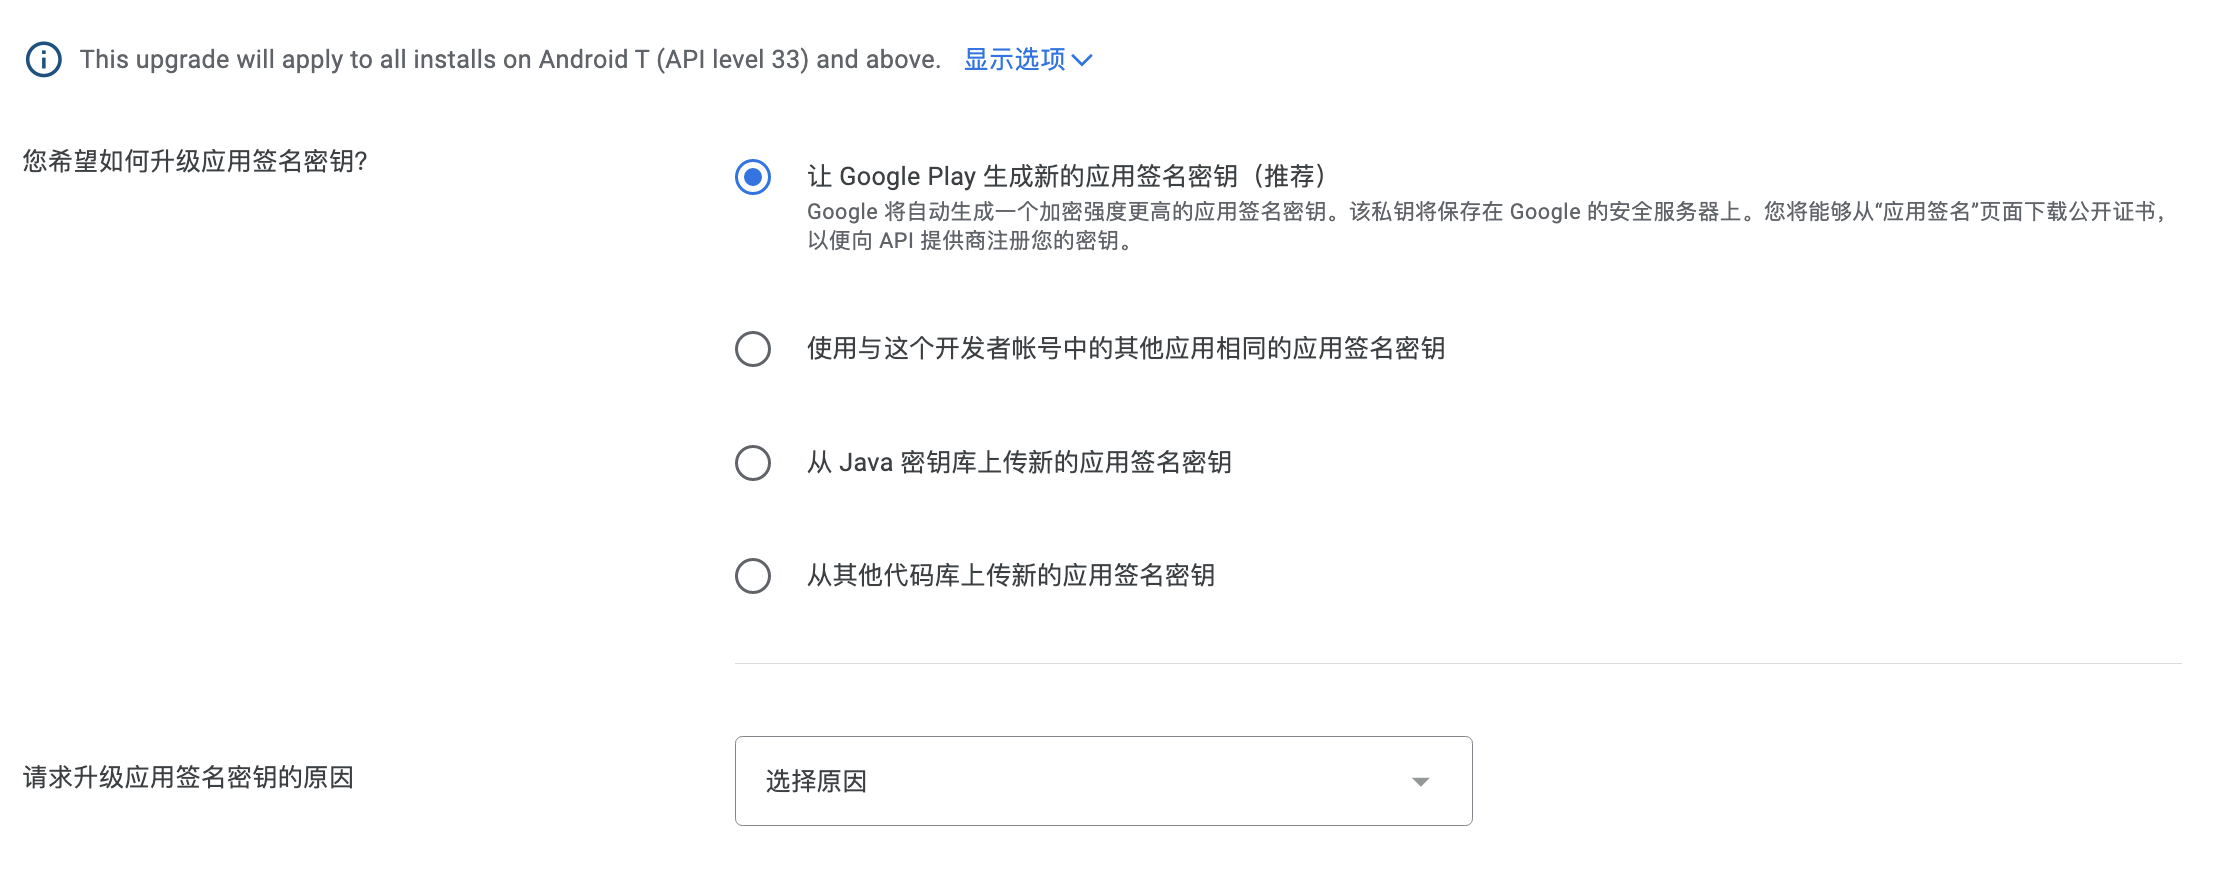 This upgrade will apply to all installs on Android T (API level 33) and above. 显示选项
您希望如何升级应用签名密钥?
让 Google Play 生成新的应用签名密钥（推荐）
Google 将自动生成一个加密强度更高的应用签名密钥。该私钥将保存在 Google 的安全服务器上。您将能够从“应用签名”页面下载公开证书，
以便向 API 提供商注册您的密钥。
使用与这个开发者帐号中的其他应用相同的应用签名密钥
从 Java 密钥库上传新的应用签名密钥
从其他代码库上传新的应用签名密钥
请求升级应用签名密钥的原因
选择原因